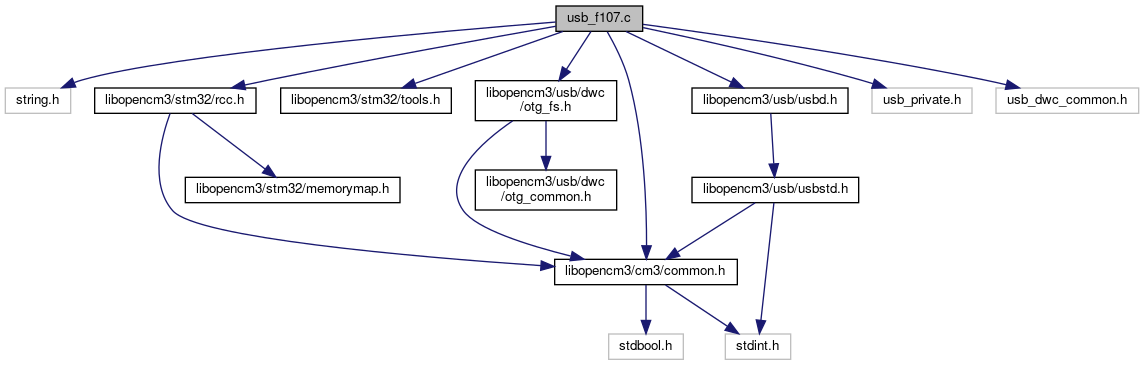 usb_f107.c
string.h
libopencm3/stm32/rcc.h
libopencm3/stm32/tools.h
libopencm3/usb/dwc
/otg_fs.h
libopencm3/usb/usbd.h
usb_private.h
usb_dwc_common.h
libopencm3/stm32/memorymap.h
libopencm3/usb/dwc
/otg_common.h
libopencm3/usb/usbstd.h
libopencm3/cm3/common.h
stdbool.h
stdint.h